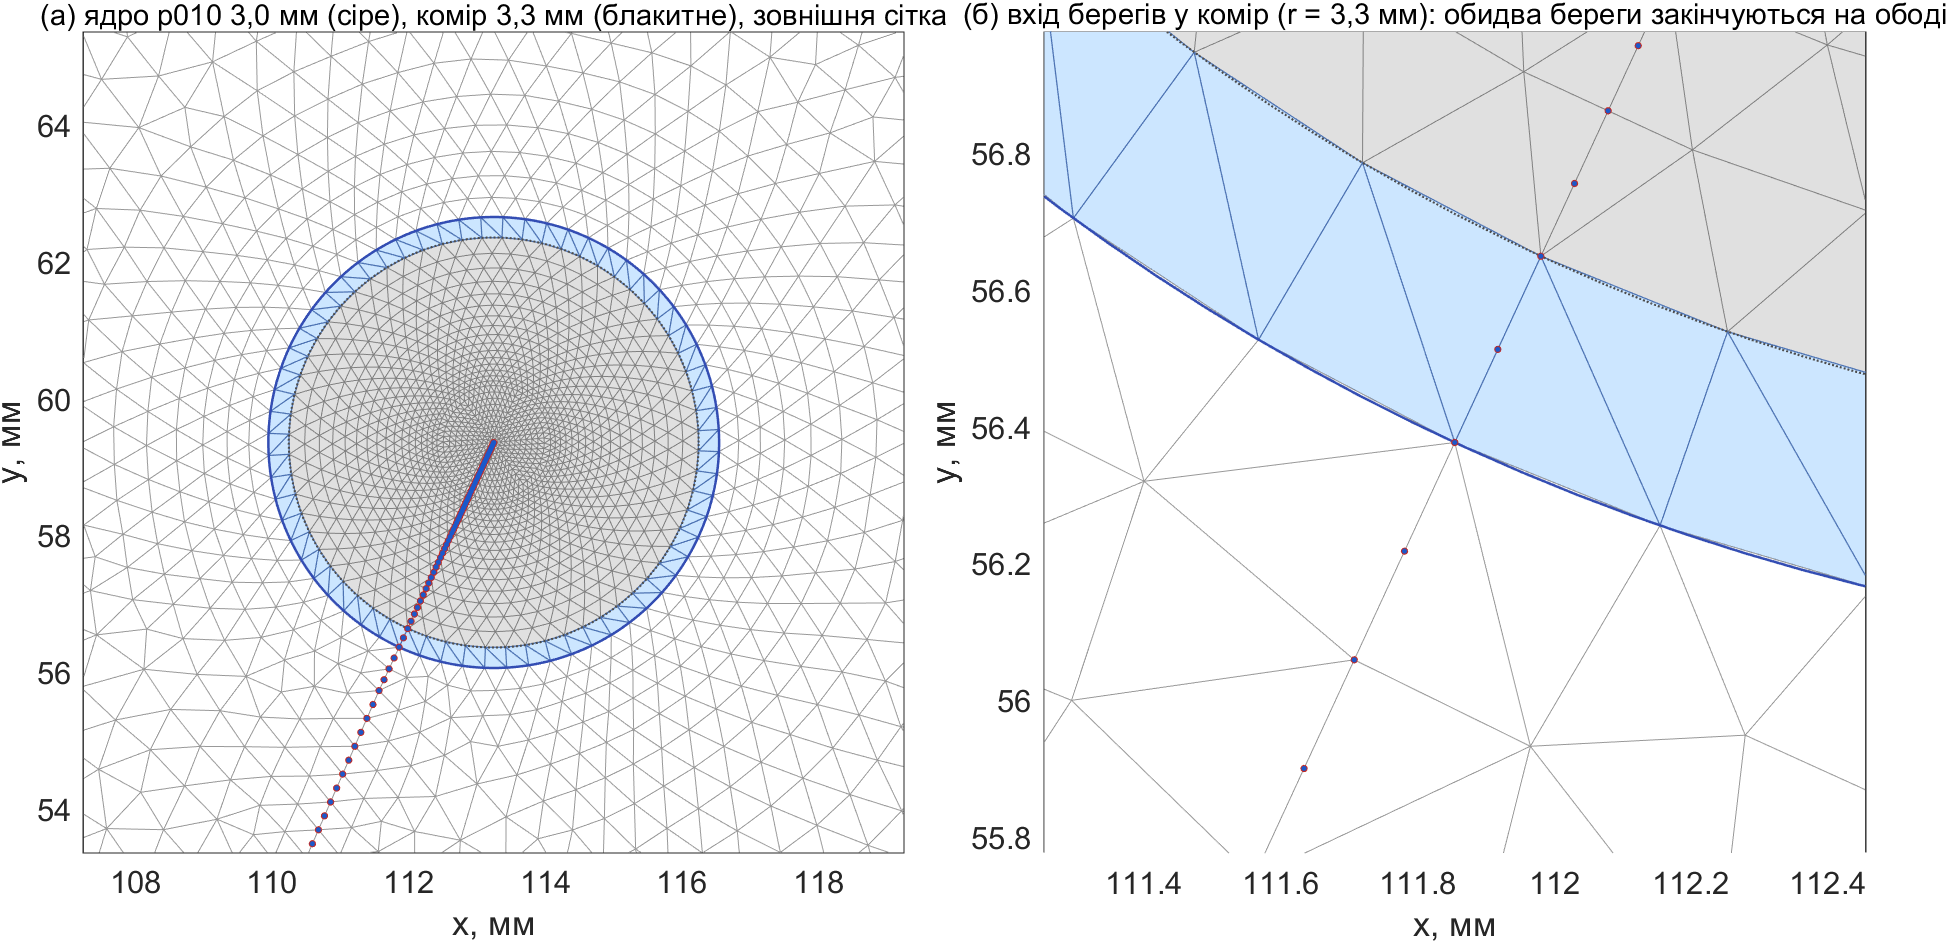 (а) ядро p010 3,0 мм (сіре), комір 3,3 мм (блакитне), зовнішня сітка
(б) вхід берегів у комір (r = 3,3 мм): обидва береги закінчуються на ободі
64
62
60
58
56
54
y, мм
108 110 112 114 116 118
x, мм
56.8
56.6
56.4
56.2
56
55.8
y, мм
111.4 111.6 111.8 112 112.2 112.4
x, мм